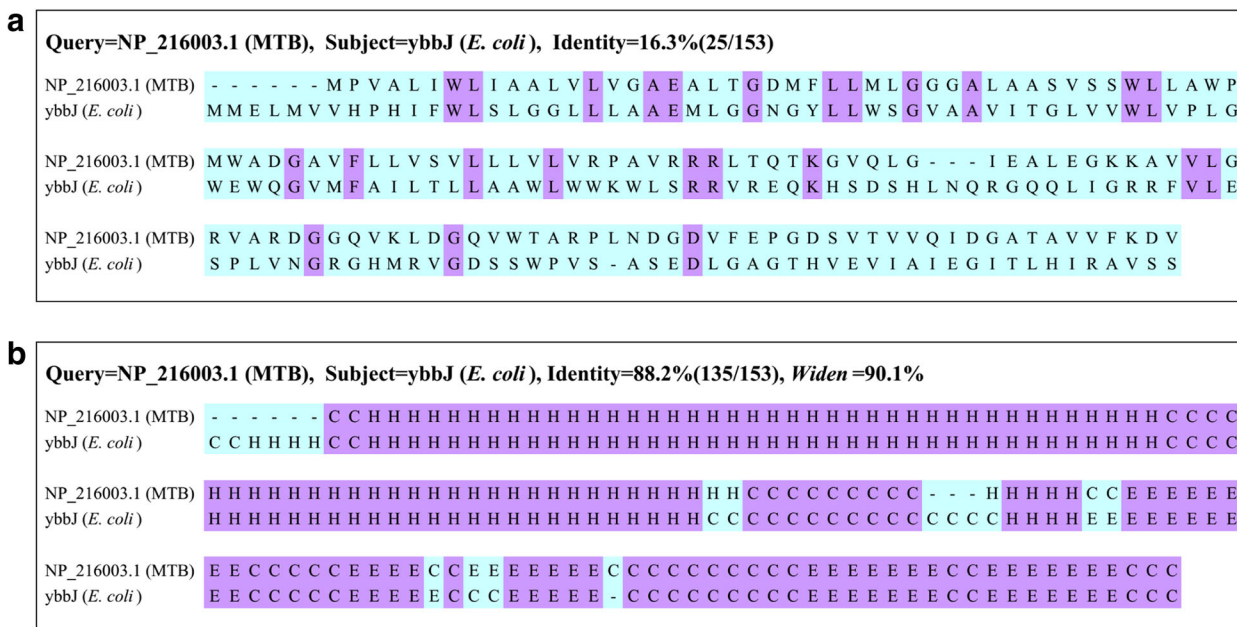 a
Query=NP_216003.1 (MTB), Subject=ybbJ (E. coli), Identity=16.3%(25/153)
NP_216003.1 (MTB) - - - - - - M P V A L I W L I A A L V L V G A E A L T G D M F L L M L G G G A L A A S V S S W L L A W P
ybbJ (E. coli) M M E L M V V H P H I F W L S L G G L L L A A E M L G G N G Y L L W S G V A A V I T G L V V W L V P L G
NP_216003.1 (MTB) M W A D G A V F L L V S V L L L V L V R P A V R R R L T Q T K G V Q L G - - - I E A L E G K K A V V L G
ybbJ (E. coli) W E W Q G V M F A I L T L L A A W L W W K W L S R R V R E Q K H S D S H L N Q R G Q Q L I G R R F V L E
NP_216003.1 (MTB) R V A R D G G Q V K L D G Q V W T A R P L N D G D V F E P G D S V T V V Q I D G A T A V V F K D V
ybbJ (E. coli) S P L V N G R G H M R V G D S S W P V S - A S E D L G A G T H V E V I A I E G I T L H I R A V S S
b
Query=NP_216003.1 (MTB), Subject=ybbJ (E. coli), Identity=88.2%(135/153), Widen=90.1%
NP_216003.1 (MTB) - - - - - - C C H H H H H H H H H H H H H H H H H H H H H H H H H H H H H H H H H H H H H H H H C C C C
ybbJ (E. coli) C C H H H H C C H H H H H H H H H H H H H H H H H H H H H H H H H H H H H H H H H H H H H H H H C C C C
NP_216003.1 (MTB) H H H H H H H H H H H H H H H H H H H H H H H H H H H C C C C C C C C C - - - H H H H H C C E E E E E E
ybbJ (E. coli) H H H H H H H H H H H H H H H H H H H H H H H H H C C C C C C C C C C C C C C C H H H H E E E E E E E E
NP_216003.1 (MTB) E E C C C C C E E E E C C E E E E E E E C C C C C C C C C C E E E E E E E C C E E E E E E E C C C
ybbJ (E. coli) E E C C C C C E E E E E C C C E E E E E - C C C C C C C C C E E E E E E E C C E E E E E E E C C C